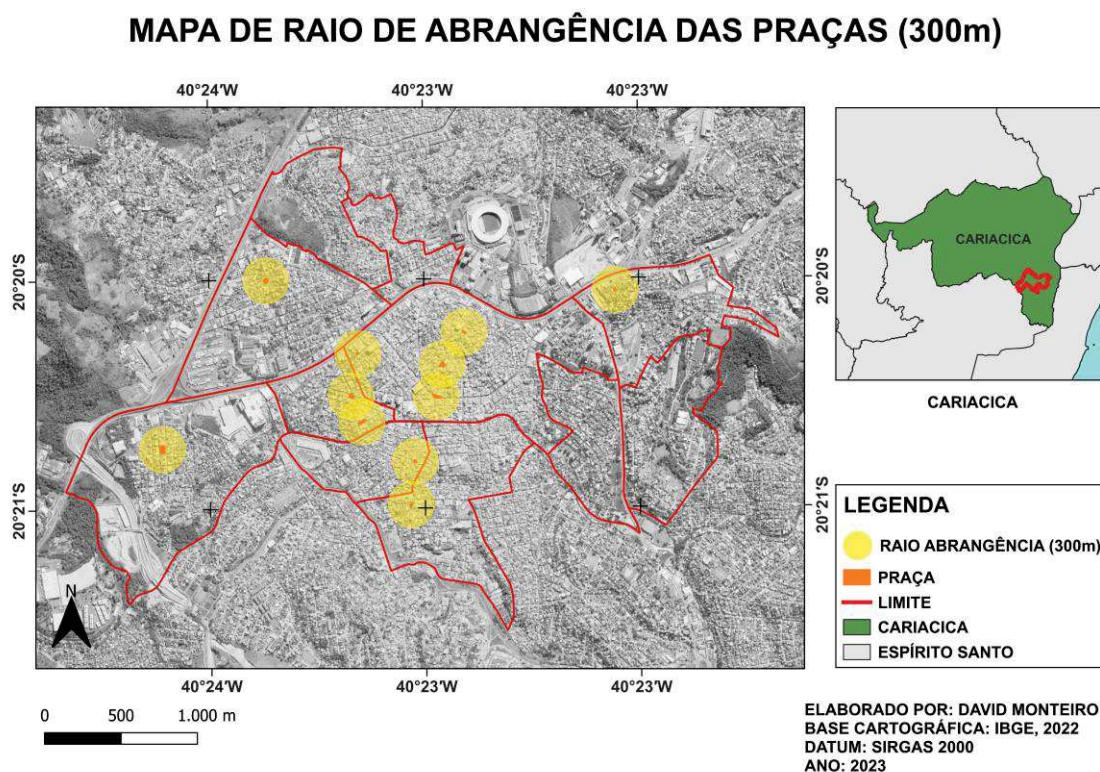 MAPA DE RAIO DE ABRANGÊNCIA DAS PRAÇAS (300m)
40°24'W 40°23'W 40°23'W
20°20'S
20°20'S
20°21'S
20°21'S
N
40°24'W 40°23'W 40°23'W
0 500 1.000 m
CARIACICA
CARIACICA
LEGENDA
RAIO ABRANGÊNCIA (300m)
PRAÇA
LIMITE
CARIACICA
ESPÍRITO SANTO
ELABORADO POR: DAVID MONTEIRO
BASE CARTOGRÁFICA: IBGE, 2022
DATUM: SIRGAS 2000
ANO: 2023